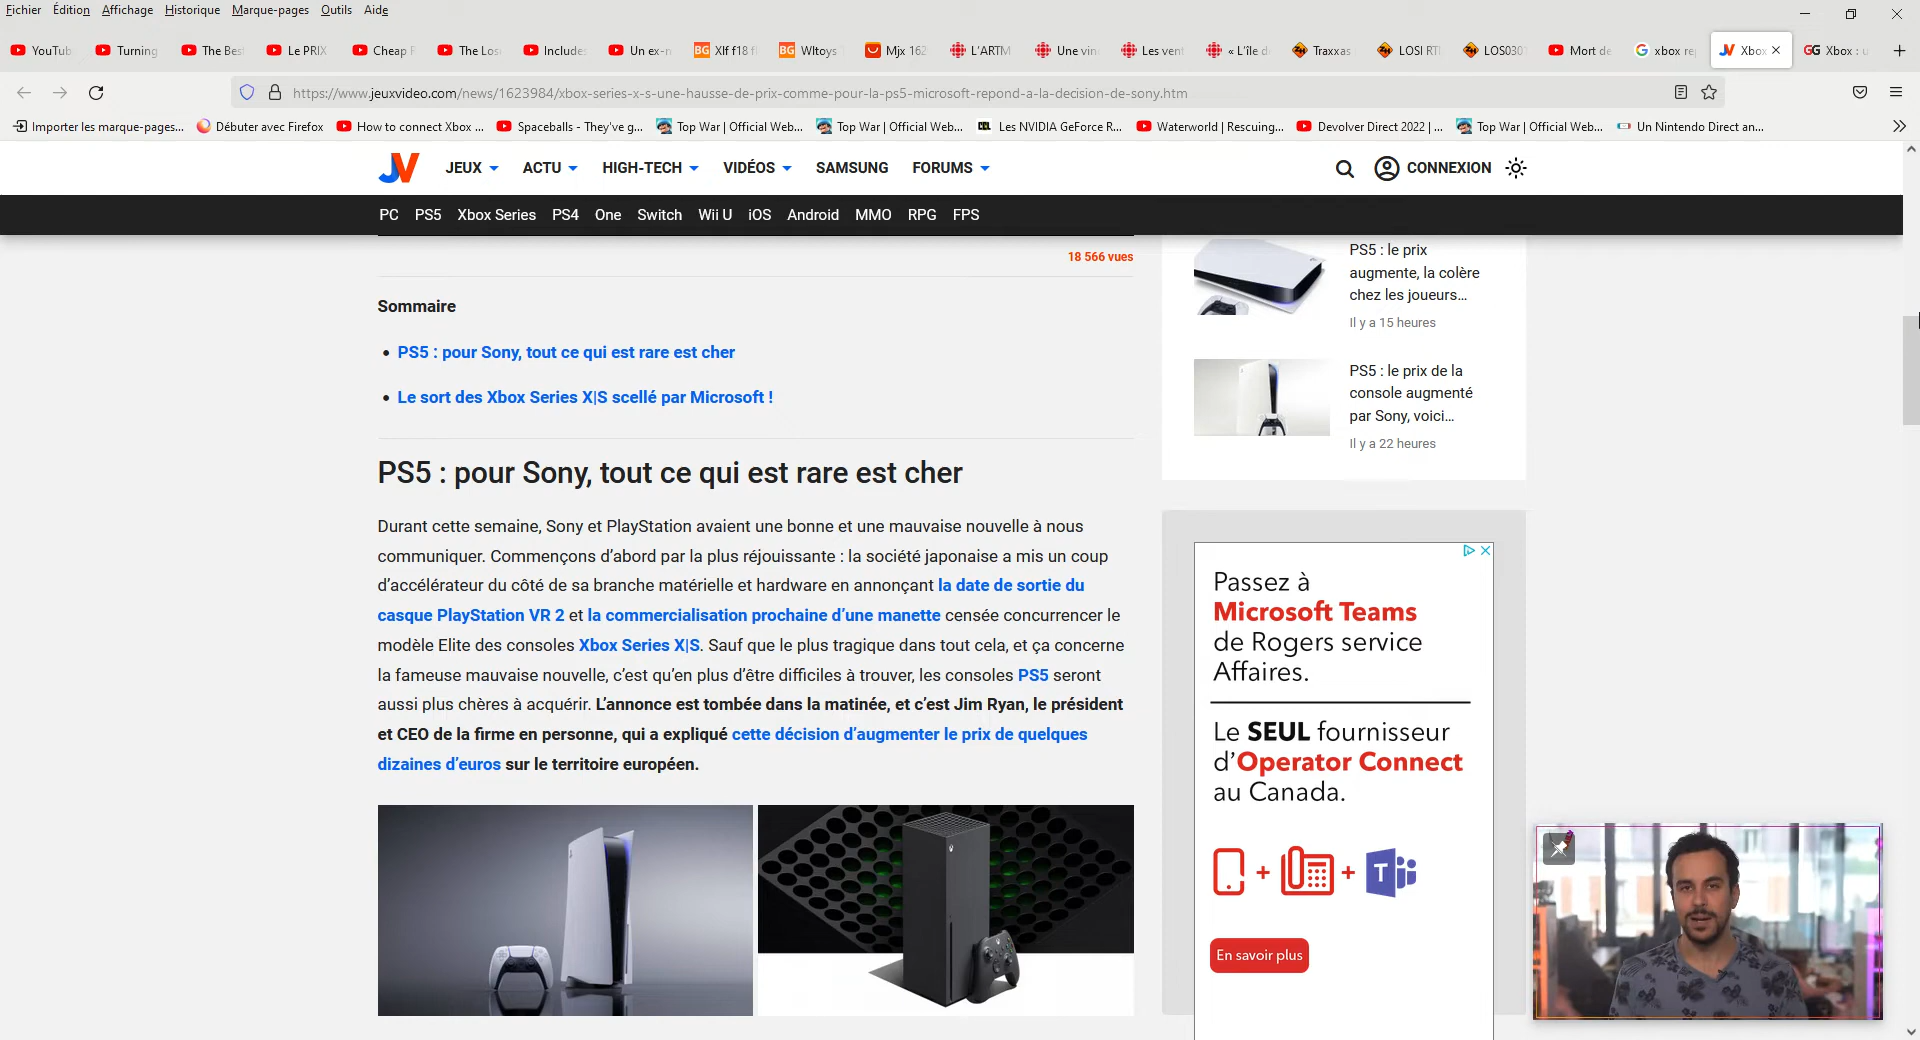 Fichier Édition Affichage Historique Marque-pages Outils Aide
YouTub Turning The Bes Le PRIX Cheap F The Los Include Un ex-n BG Xlf f18 f BG Wltoys Mjx 162 L'ARTM Une vin Les vent « L'île d Traxxas LOSI RTI LOS030 Mort de xbox re Xbox Xbox : u
https://www.jeuxvideo.com/news/1623984/xbox-series-x-s-une-hausse-de-prix-comme-pour-la-ps5-microsoft-repond-a-la-decision-de-sony.htm
Importer les marque-pages... Débuter avec Firefox How to connect Xbox ... Spaceballs - They've g... Top War | Official Web... Top War | Official Web... Les NVIDIA GeForce R... Waterworld | Rescuing... Devolver Direct 2022 | ... Top War | Official Web... Un Nintendo Direct an...
JV JEUX ACTU HIGH-TECH VIDÉOS SAMSUNG FORUMS CONNEXION
PC PS5 Xbox Series PS4 One Switch Wii U iOS Android MMO RPG FPS
18 566 vues
Sommaire
PS5 : pour Sony, tout ce qui est rare est cher
Le sort des Xbox Series X|S scellé par Microsoft !
PS5 : pour Sony, tout ce qui est rare est cher
Durant cette semaine, Sony et PlayStation avaient une bonne et une mauvaise nouvelle à nous
communiquer. Commençons d'abord par la plus réjouissante : la société japonaise a mis un coup
d'accélérateur du côté de sa branche matérielle et hardware en annonçant la date de sortie du
casque PlayStation VR 2 et la commercialisation prochaine d'une manette censée concurrencer le
modèle Elite des consoles Xbox Series X|S. Sauf que le plus tragique dans tout cela, et ça concerne
la fameuse mauvaise nouvelle, c'est qu'en plus d'être difficiles à trouver, les consoles PS5 seront
aussi plus chères à acquérir. L'annonce est tombée dans la matinée, et c'est Jim Ryan, le président
et CEO de la firme en personne, qui a expliqué cette décision d'augmenter le prix de quelques
dizaines d'euros sur le territoire européen.
PS5 : le prix
augmente, la colère
chez les joueurs...
Il y a 15 heures
PS5 : le prix de la
console augmenté
par Sony, voici...
Il y a 22 heures
Passez à
Microsoft Teams
de Rogers service
Affaires.
Le SEUL fournisseur
d'Operator Connect
au Canada.
+ + T
En savoir plus